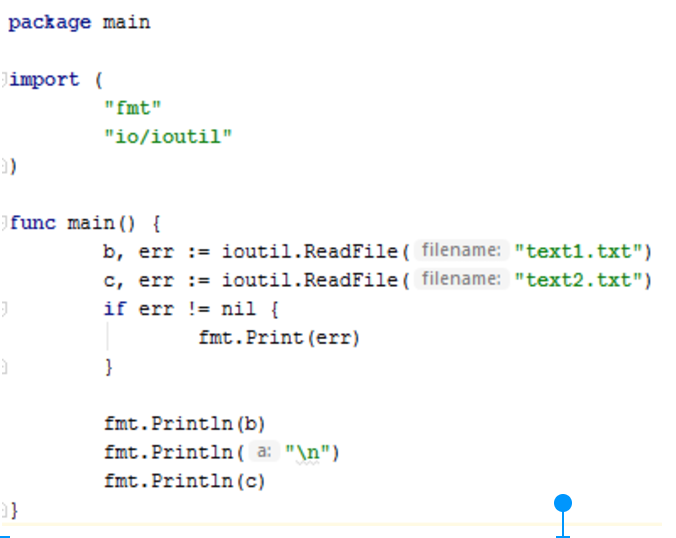 package main
import (
"fmt"
"io/ioutil"
)
func main() {
b, err := ioutil.ReadFile( filename: "text1.txt")
c, err := ioutil.ReadFile( filename: "text2.txt")
if err != nil {
fmt.Print(err)
}
fmt.Println(b)
fmt.Println( a: "\n")
fmt.Println(c)
}